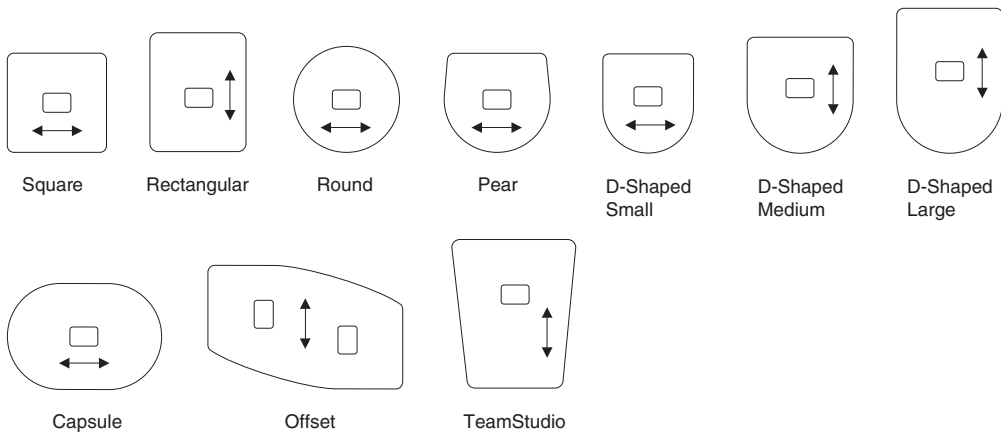 Square
Rectangular
Round
Pear
D-Shaped
Small
D-Shaped
Medium
D-Shaped
Large
Capsule
Offset
TeamStudio